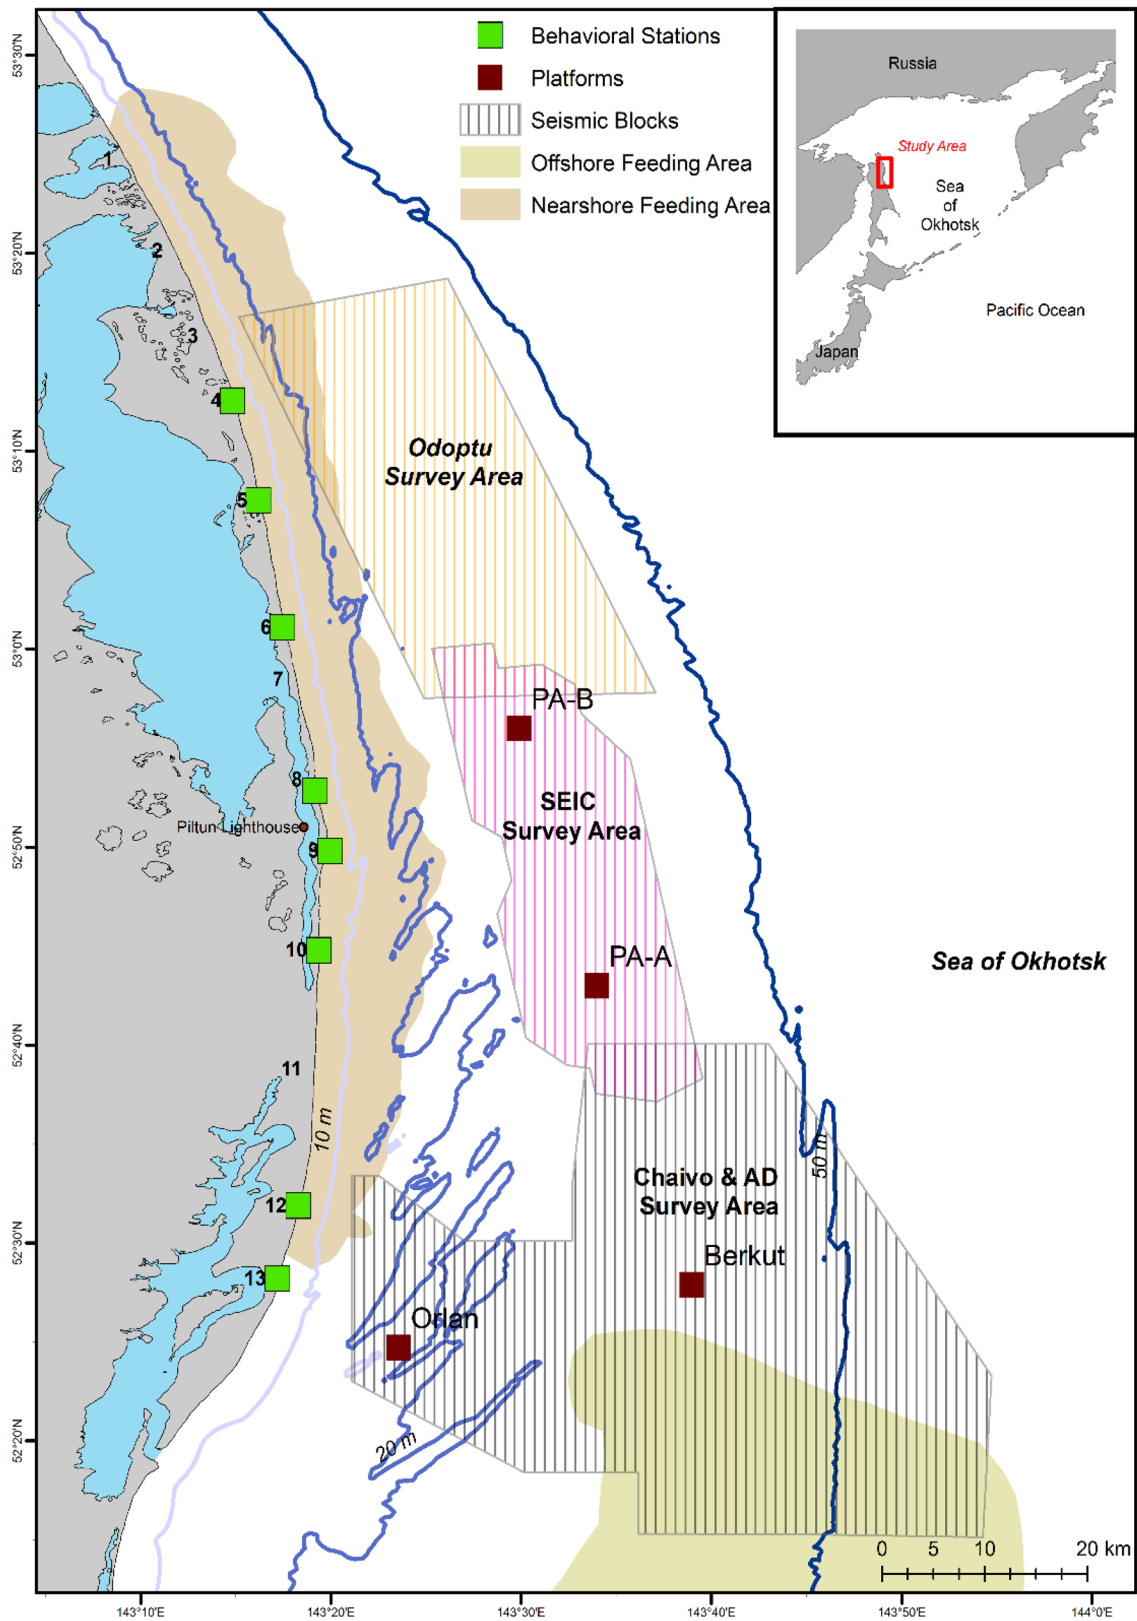 Behavioral Stations
Platforms
Seismic Blocks
Offshore Feeding Area
Nearshore Feeding Area
Russia
Study Area
Sea
of
Okhotsk
Pacific Ocean
Japan
53°30'N
53°20'N
53°10'N
53°0'N
52°50'N
52°40'N
52°30'N
52°20'N
1
2
3
4
5
6
7
8
Piltun Lighthouse
9
10
11
12
13
Odoptu
Survey Area
PA-B
SEIC
Survey Area
PA-A
Sea of Okhotsk
10 m
50 m
Chaivo & AD
Survey Area
Berkut
Orlan
20 m
0 5 10 20 km
143°10'E
143°20'E
143°30'E
143°40'E
143°50'E
144°0'E